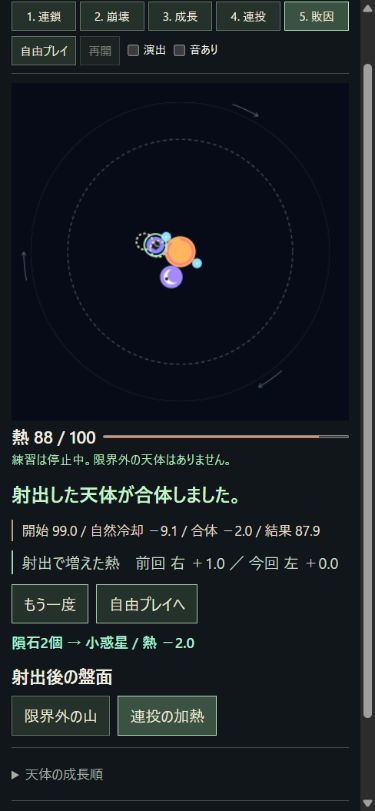 1. 連鎖 2. 崩壊 3. 成長 4. 連投 5. 敗因
自由プレイ 再開 演出 音あり
熱 88 / 100
練習は停止中。限界外の天体はありません。
射出した天体が合体しました。
開始 99.0 / 自然冷却 −9.1 / 合体 −2.0 / 結果 87.9
射出で増えた熱 前回 右 +1.0 ／ 今回 左 +0.0
もう一度 自由プレイへ
隕石2個 → 小惑星 / 熱 −2.0
射出後の盤面
限界外の山 連投の加熱
▶ 天体の成長順